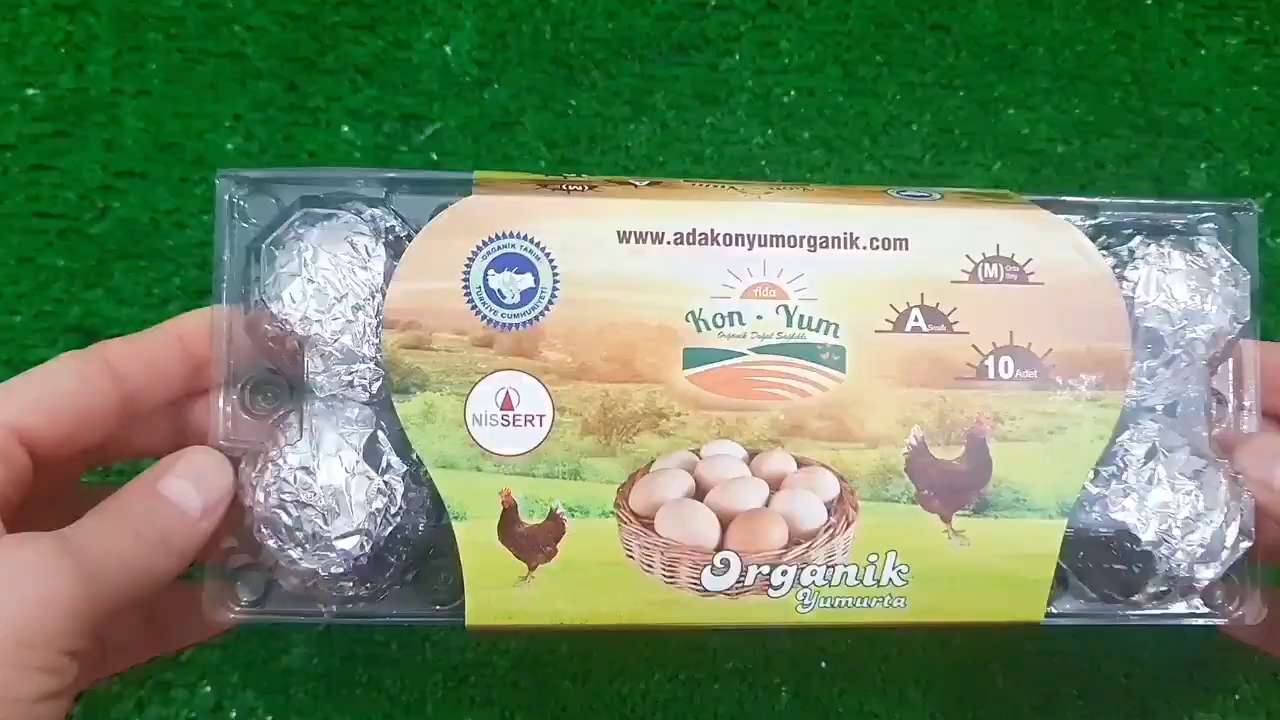 www.adakonyumorganik.com
ORGANİK TARIM
TÜRKİYE CUMHURİYETİ
Ada
Kon · Yum
Organik Doğal Sağlıklı
(M) Orta Boy
A Sınıfı
10 Adet
NİSSERT
Organik
Yumurta